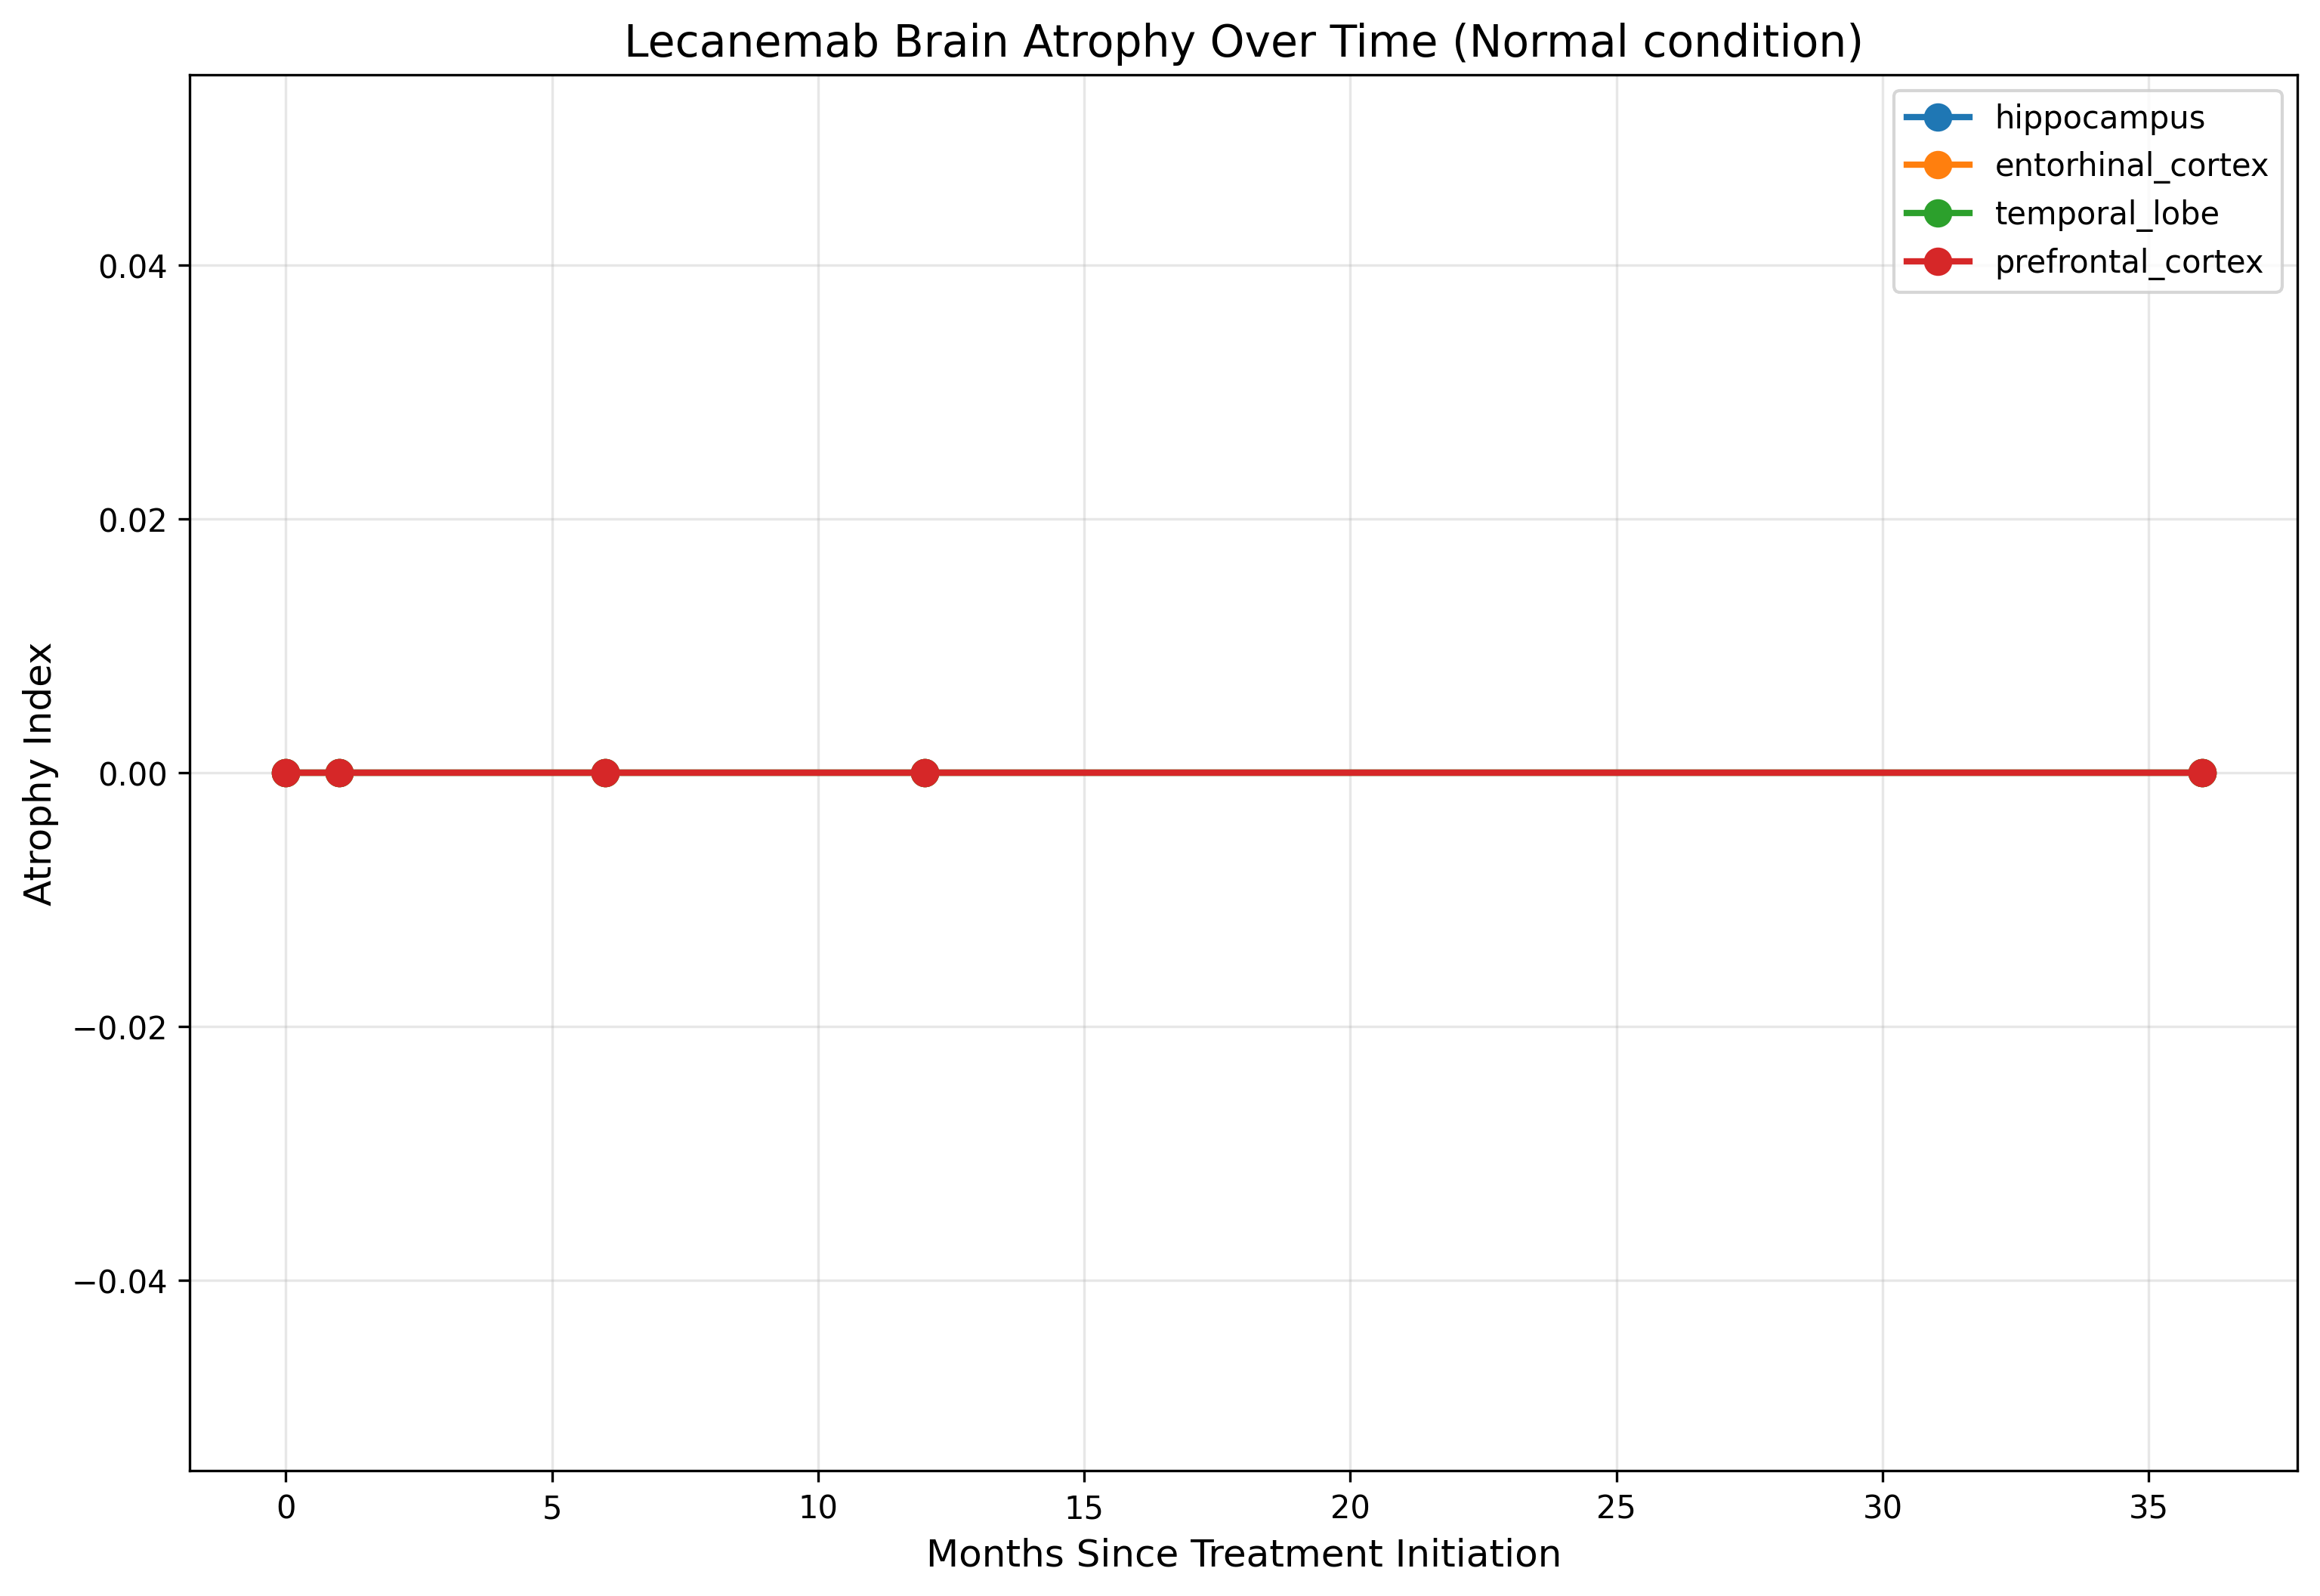 Lecanemab Brain Atrophy Over Time (Normal condition)
hippocampus
entorhinal_cortex
temporal_lobe
prefrontal_cortex
Atrophy Index
0.04
0.02
0.00
−0.02
−0.04
0 5 10 15 20 25 30 35
Months Since Treatment Initiation